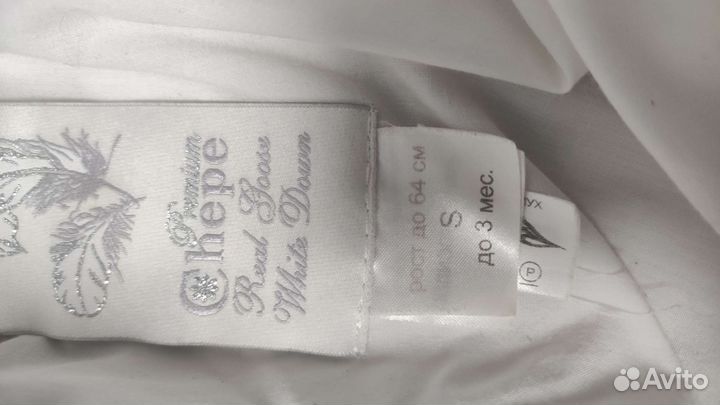 Premium
Chepe
Real Goose
White Down
рост до 64 см
S
до 3 мес.
P
Avito